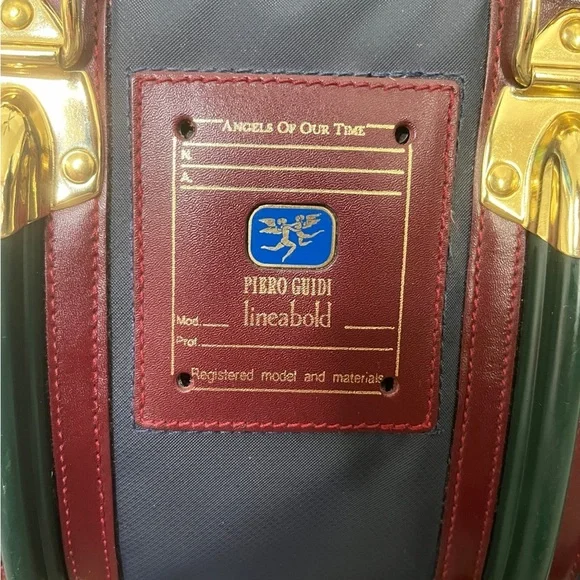 ANGELS OF OUR TIME
N.
A.
PIERO GUIDI
Mod. lineabold
Prof.
Registered model and materials